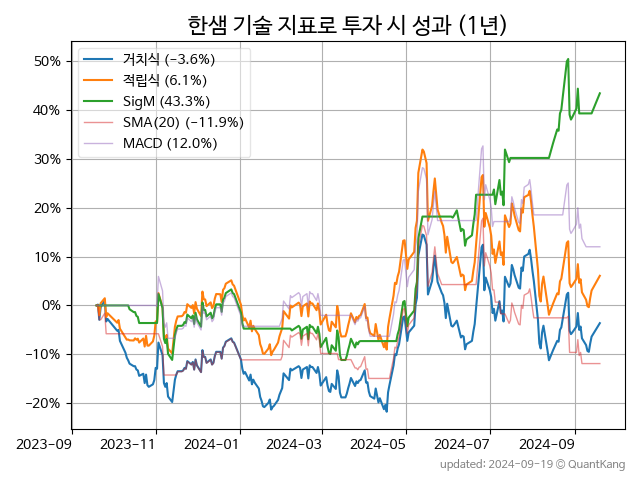 한샘 기술 지표로 투자 시 성과 (1년)
거치식 (−3.6%)
적립식 (6.1%)
SigM (43.3%)
SMA(20) (−11.9%)
MACD (12.0%)
50%
40%
30%
20%
10%
0%
−10%
−20%
2023-09 2023-11 2024-01 2024-03 2024-05 2024-07 2024-09
updated: 2024-09-19 © QuantKang